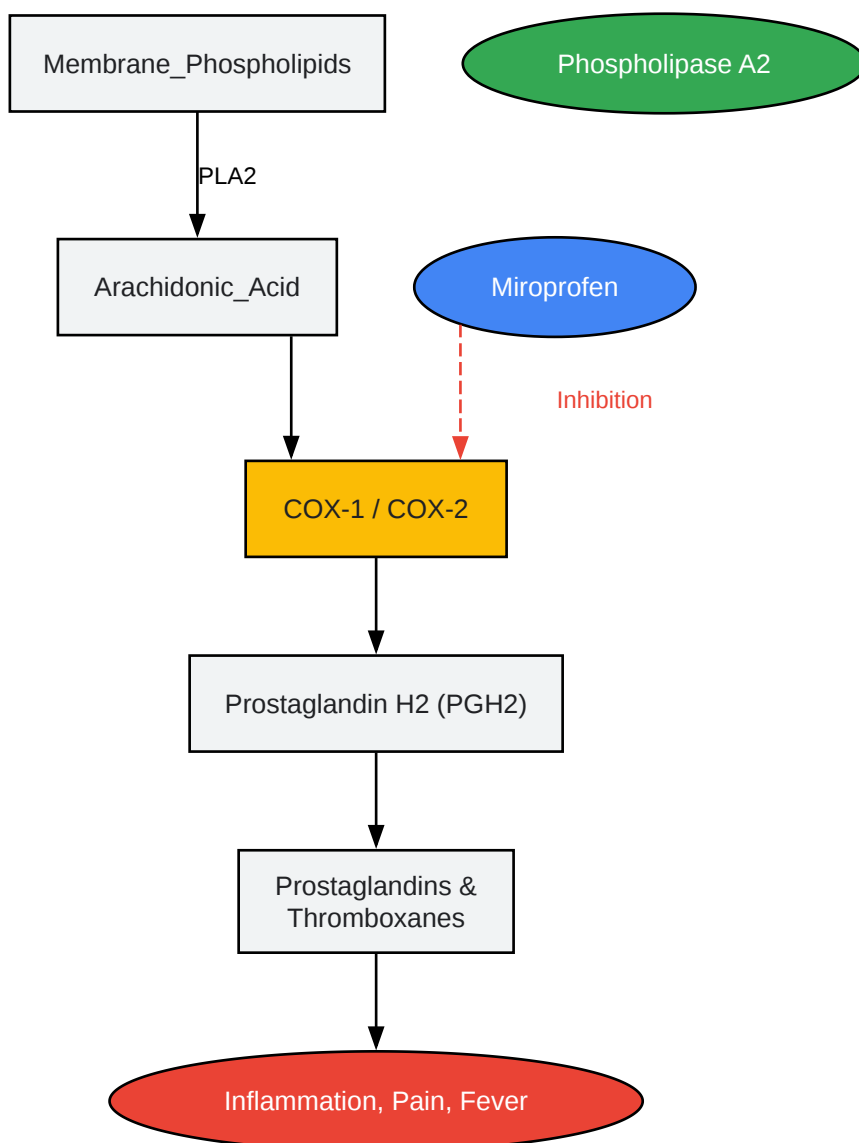 Membrane_Phospholipids
Phospholipase A2
PLA2
Arachidonic_Acid
Miroprofen
Inhibition
COX-1 / COX-2
Prostaglandin H2 (PGH2)
Prostaglandins &
Thromboxanes
Inflammation, Pain, Fever